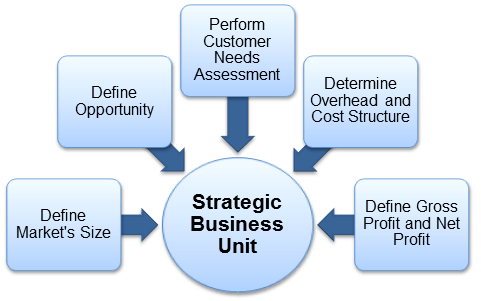 Perform
Customer
Needs
Assessment
Define
Opportunity
Determine
Overhead and
Cost Structure
Define
Market's Size
Strategic
Business
Unit
Define Gross
Profit and Net
Profit